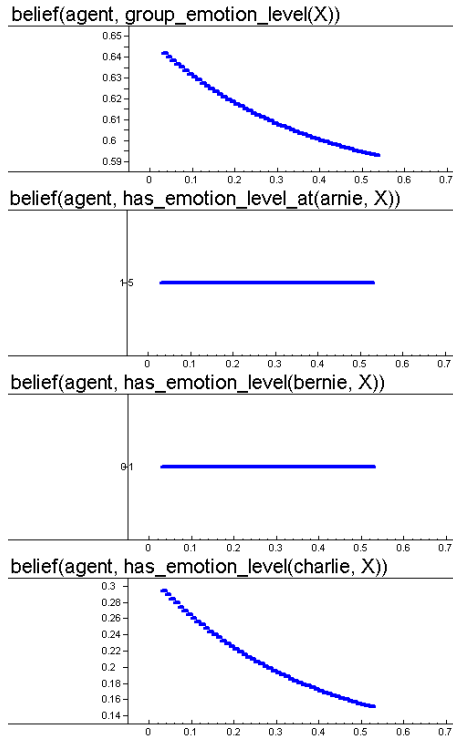 belief(agent, group_emotion_level(X))
0.65
0.64
0.63
0.62
0.61
0.6
0.59
0 0.1 0.2 0.3 0.4 0.5 0.6 0.7
belief(agent, has_emotion_level_at(arnie, X))
0 0.1 0.2 0.3 0.4 0.5 0.6 0.7
belief(agent, has_emotion_level(bernie, X))
0 0.1 0.2 0.3 0.4 0.5 0.6 0.7
belief(agent, has_emotion_level(charlie, X))
0.3
0.28
0.26
0.24
0.22
0.2
0.18
0.16
0.14
0 0.1 0.2 0.3 0.4 0.5 0.6 0.7